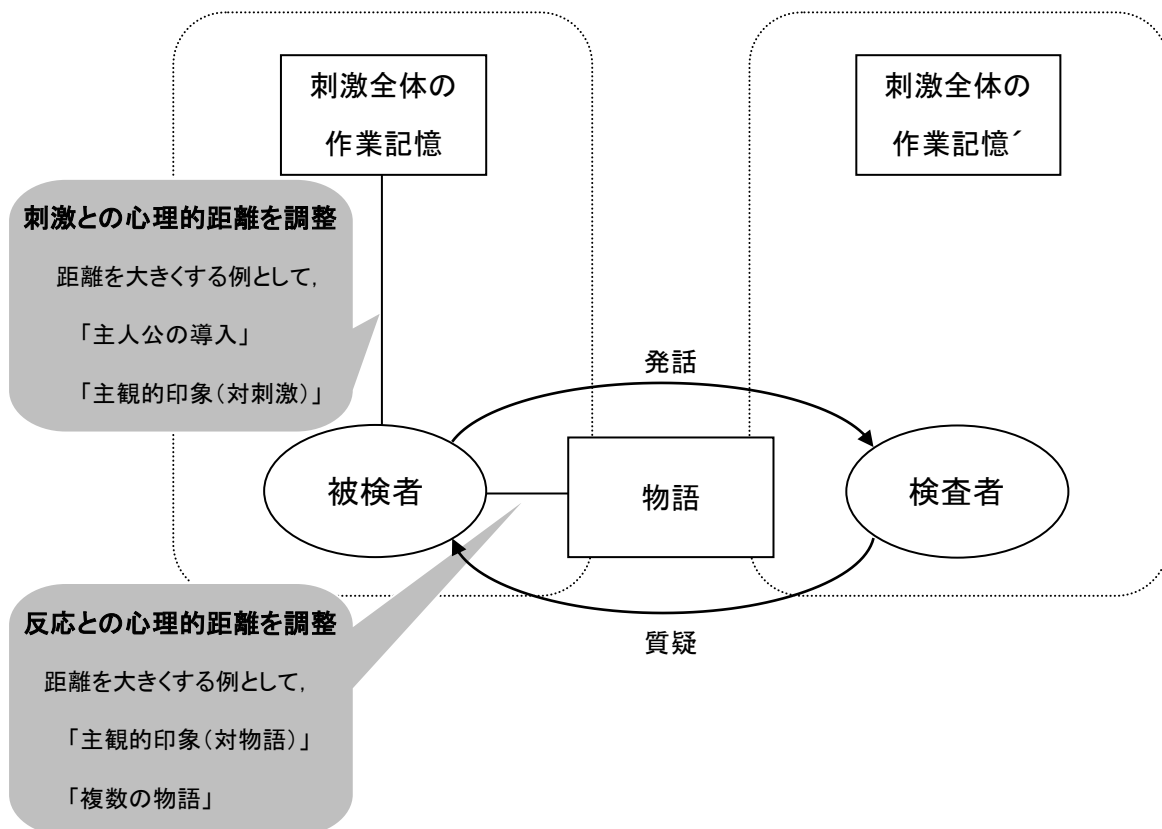 刺激全体の
作業記憶
刺激全体の
作業記憶´
刺激との心理的距離を調整
距離を大きくする例として，
「主人公の導入」
「主観的印象（対刺激）」
発話
被検者
物語
検査者
反応との心理的距離を調整
距離を大きくする例として，
「主観的印象（対物語）」
「複数の物語」
質疑